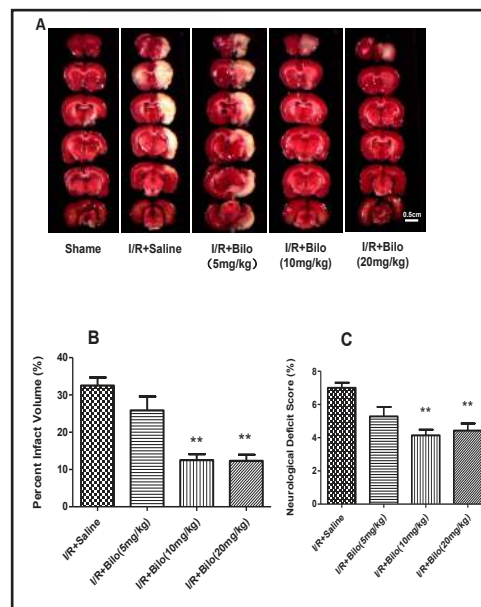 A
0.5cm
Shame
I/R+Saline
I/R+Bilo
(5mg/kg)
I/R+Bilo
(10mg/kg)
I/R+Bilo
(20mg/kg)
B
Percent Infact Volume (%)
40
30
20
10
0
**
**
I/R+Saline
I/R+Bilo(5mg/kg)
I/R+Bilo(10mg/kg)
I/R+Bilo(20mg/kg)
C
Neurological Deficit Score (%)
8
6
4
2
0
**
**
I/R+Saline
I/R+Bilo(5mg/kg)
I/R+Bilo(10mg/kg)
I/R+Bilo(20mg/kg)